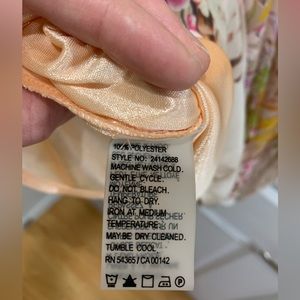 100% POLYESTER
STYLE NO: 2414268B
MACHINE WASH COLD.
GENTLE CYCLE.
DO NOT BLEACH.
HANG TO DRY.
IRON AT MEDIUM
TEMPERATURE.
MAY BE DRY CLEANED.
TUMBLE COOL.
RN 54365 / CA 00142